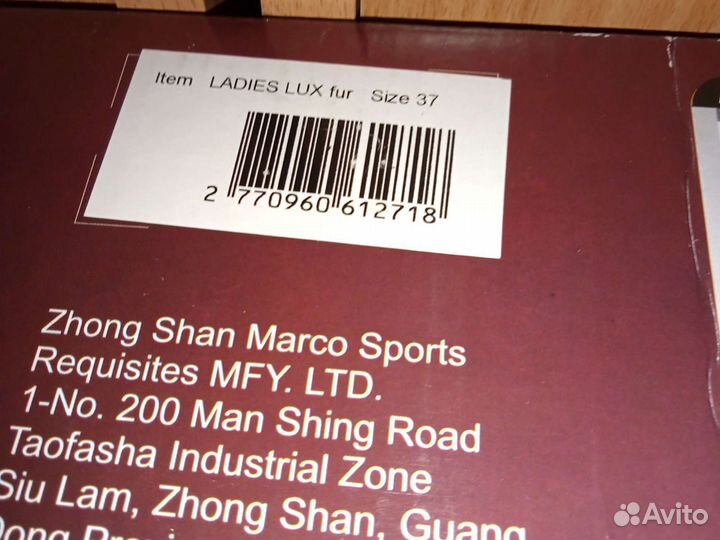 Item LADIES LUX fur Size 37
2 770960 612718
Zhong Shan Marco Sports
Requisites MFY. LTD.
1-No. 200 Man Shing Road
Taofasha Industrial Zone
Siu Lam, Zhong Shan, Guang
Dong
Avito